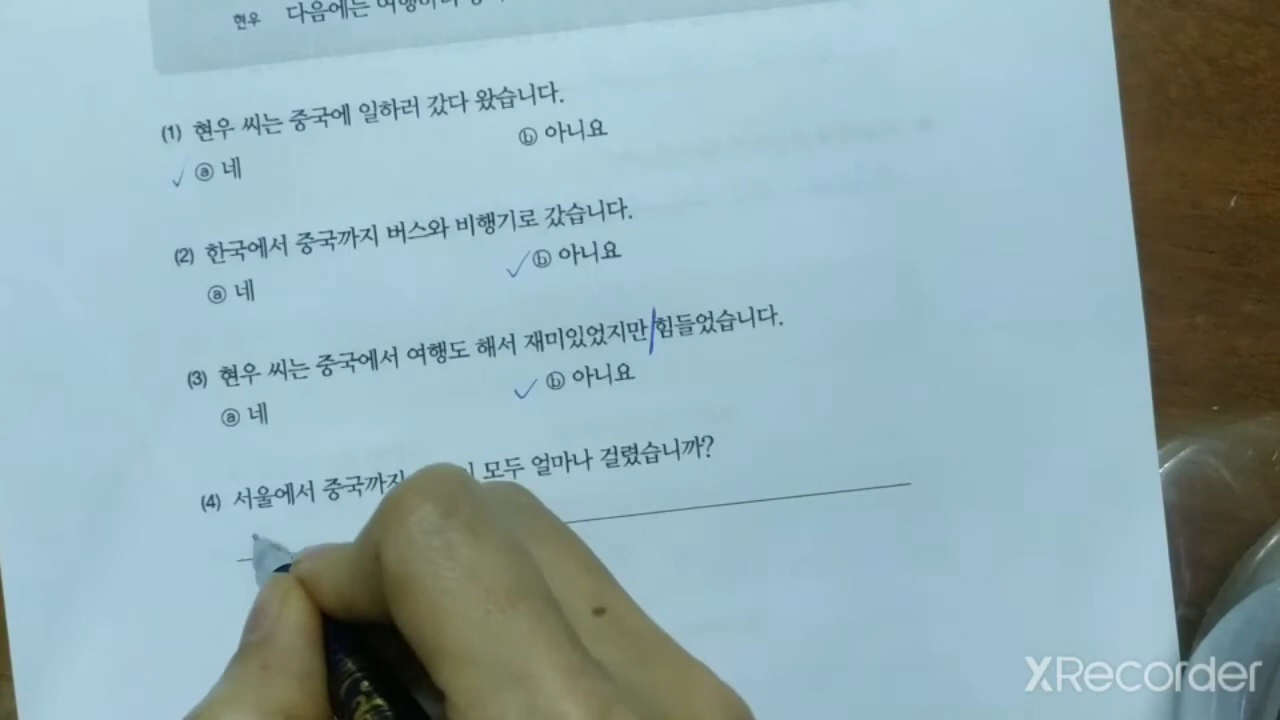 현우 다음에는
(1) 현우 씨는 중국에 일하러 갔다 왔습니다.
✓ ⓐ 네 ⓑ 아니요
(2) 한국에서 중국까지 버스와 비행기로 갔습니다.
ⓐ 네 ✓ ⓑ 아니요
(3) 현우 씨는 중국에서 여행도 해서 재미있었지만/힘들었습니다.
ⓐ 네 ✓ ⓑ 아니요
(4) 서울에서 중국까지 모두 얼마나 걸렸습니까?
XRecorder